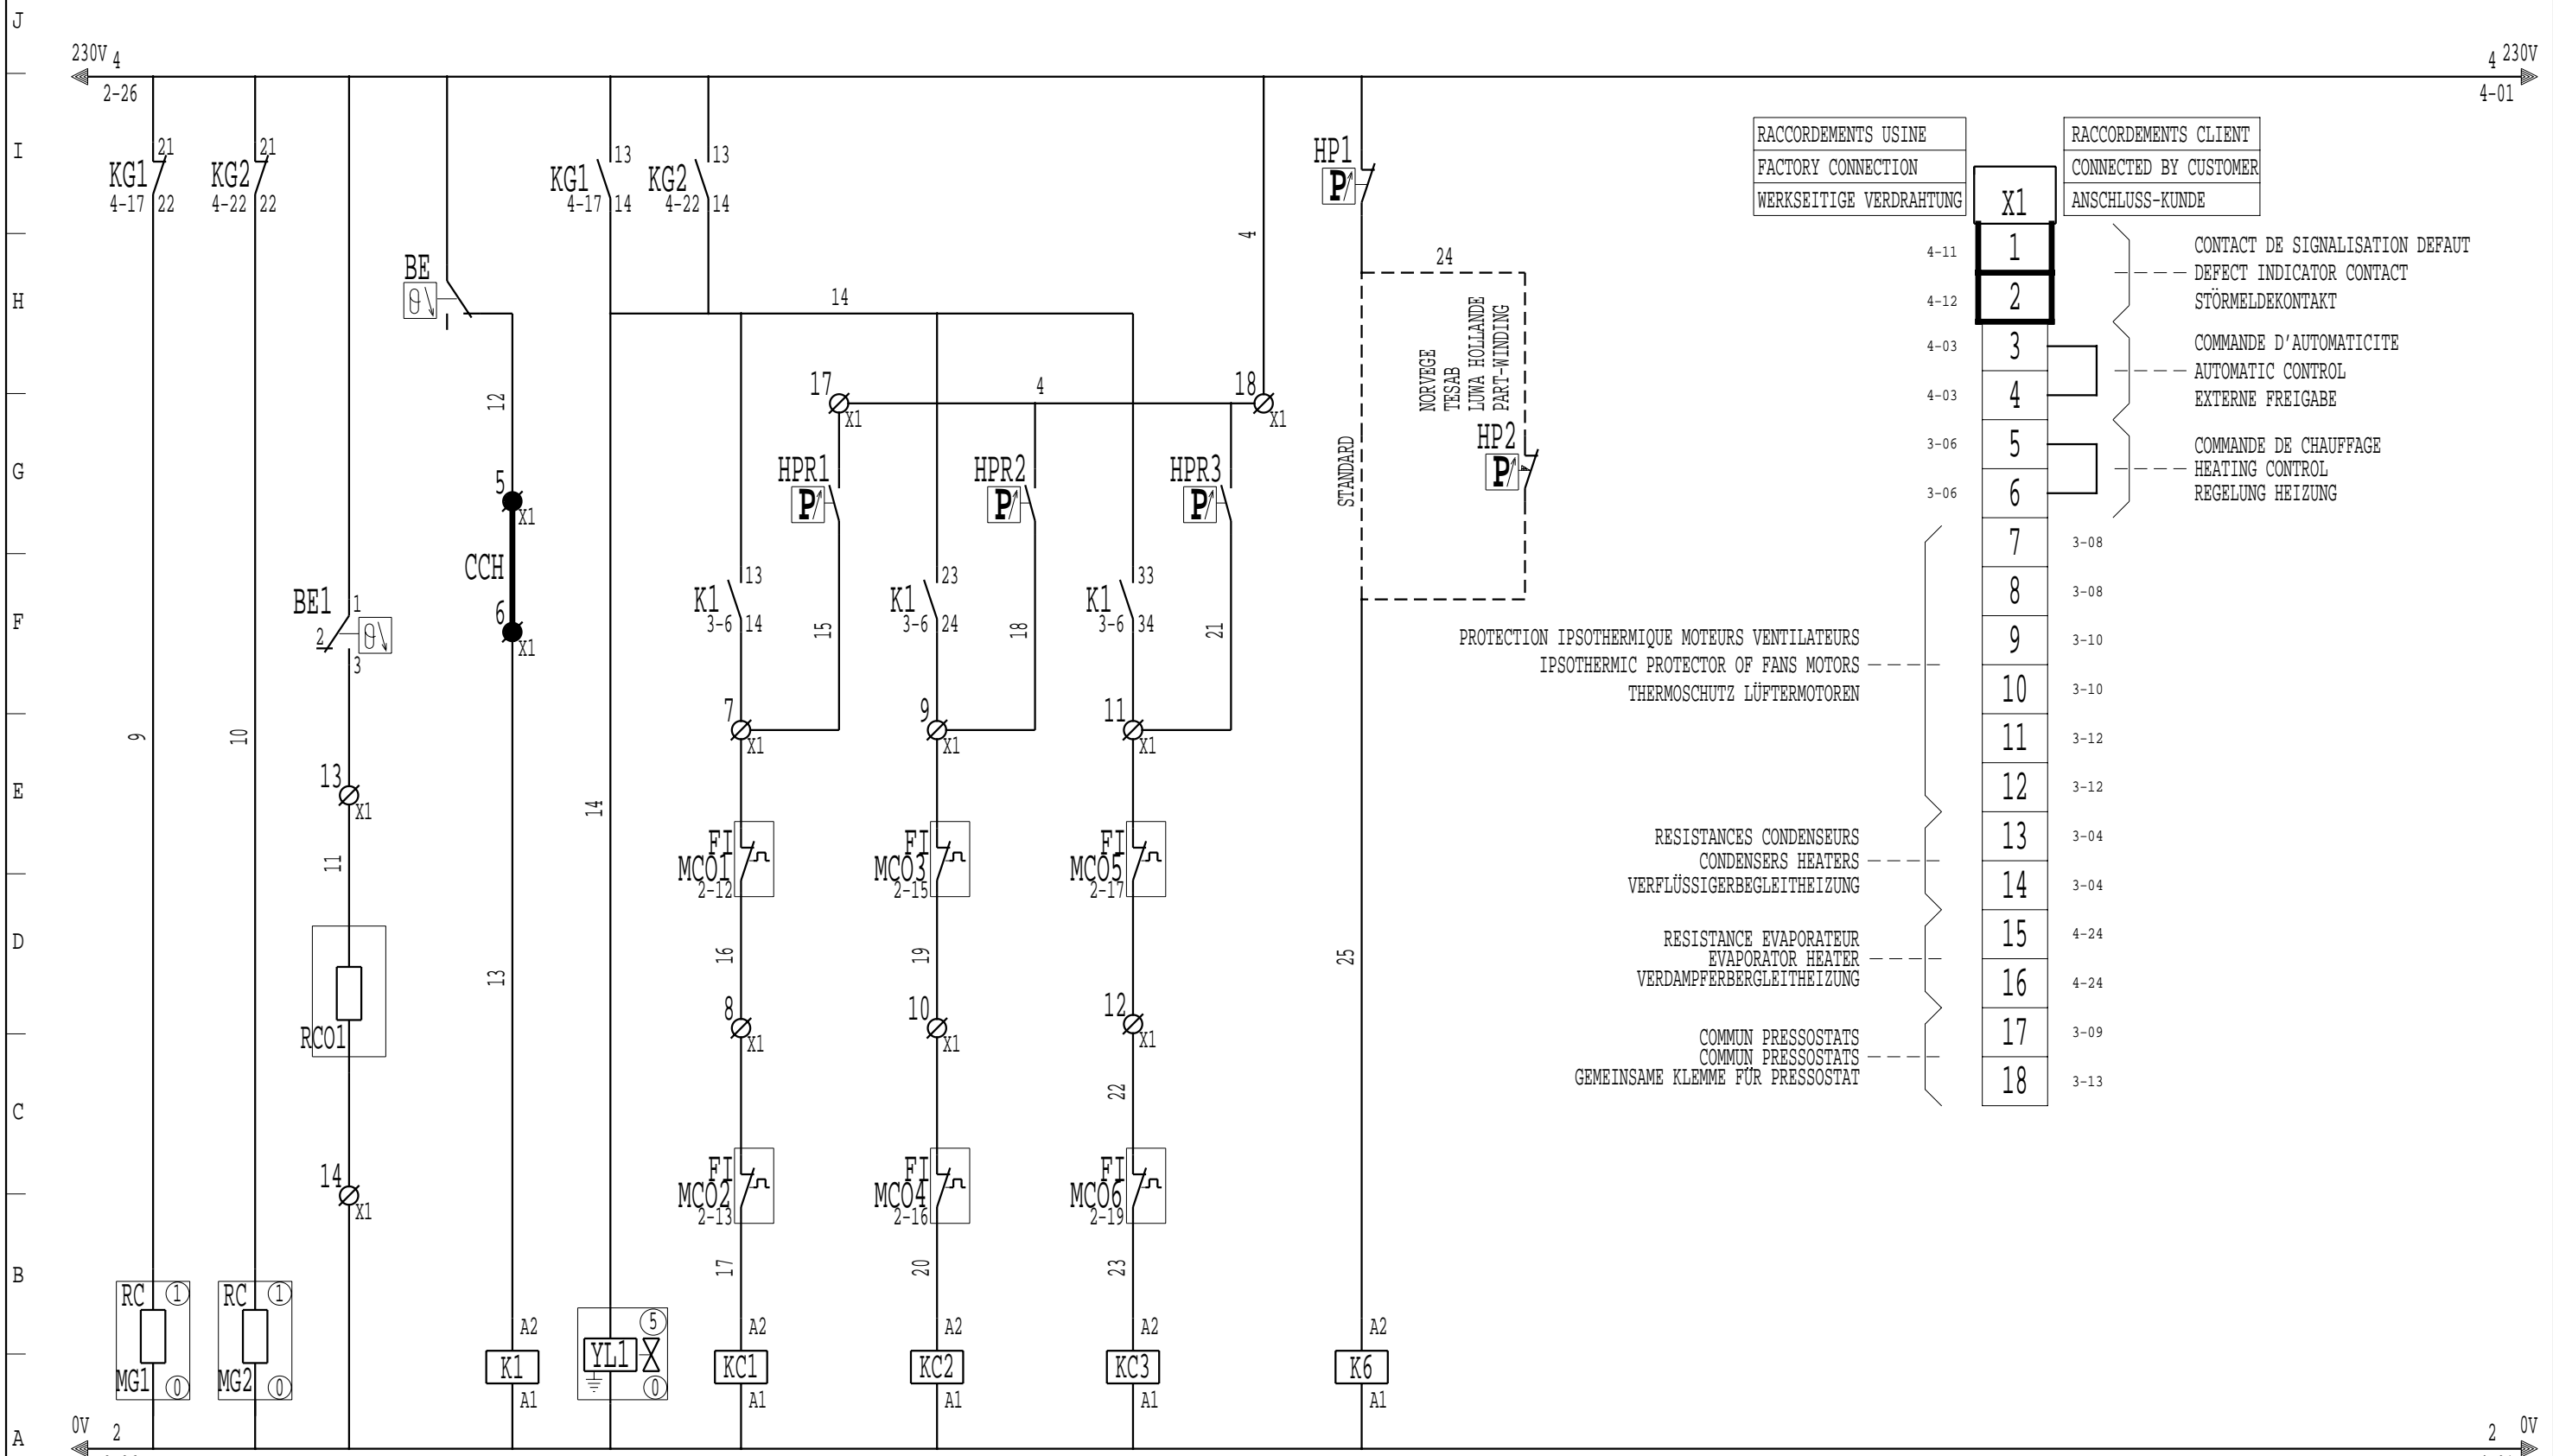 J
230V 4
2-26
4 230V
4-01
I
KG1
21
4-17 22
KG2
21
4-22 22
KG1
13
4-17 14
KG2
13
4-22 14
HP1
P
RACCORDEMENTS USINE
FACTORY CONNECTION
WERKSEITIGE VERDRAHTUNG
X1
RACCORDEMENTS CLIENT
CONNECTED BY CUSTOMER
ANSCHLUSS-KUNDE
H
BE
θ
14
4
24
NORVEGE
TESAB
LUWA HOLLANDE
PART-WINDING
STANDARD
HP2
P
4-11
1
4-12
2
CONTACT DE SIGNALISATION DEFAUT
DEFECT INDICATOR CONTACT
STÖRMELDEKONTAKT
4-03
3
4-03
4
COMMANDE D'AUTOMATICITE
AUTOMATIC CONTROL
EXTERNE FREIGABE
3-06
5
3-06
6
COMMANDE DE CHAUFFAGE
HEATING CONTROL
REGELUNG HEIZUNG
12
17
X1
4
18
X1
G
5
X1
CCH
6
X1
HPR1
P
HPR2
P
HPR3
P
F
BE1
1
2
3
θ
K1
13
3-6 14
15
K1
23
3-6 24
18
K1
33
3-6 34
21
7
3-08
8
3-08
9
3-10
10
3-10
11
3-12
12
3-12
PROTECTION IPSOTHERMIQUE MOTEURS VENTILATEURS
IPSOTHERMIC PROTECTOR OF FANS MOTORS
THERMOSCHUTZ LÜFTERMOTOREN
9
10
7
X1
9
X1
11
X1
E
13
X1
11
14
FI
MCO1
2-12
FI
MCO3
2-15
FI
MCO5
2-17
RESISTANCES CONDENSEURS
CONDENSERS HEATERS
VERFLÜSSIGERBEGLEITHEIZUNG
13
3-04
14
3-04
D
RCO1
13
16
19
25
RESISTANCE EVAPORATEUR
EVAPORATOR HEATER
VERDAMPFERBERGLEITHEIZUNG
15
4-24
16
4-24
8
X1
10
X1
12
X1
COMMUN PRESSOSTATS
COMMUN PRESSOSTATS
GEMEINSAME KLEMME FÜR PRESSOSTAT
17
3-09
18
3-13
C
22
14
X1
FI
MCO2
2-13
FI
MCO4
2-16
FI
MCO6
2-19
B
17
20
23
RC 1
MG1 0
RC 1
MG2 0
A2
K1
A1
5
YL1
0
A2
KC1
A1
A2
KC2
A1
A2
KC3
A1
A2
K6
A1
A
0V 2
2 0V